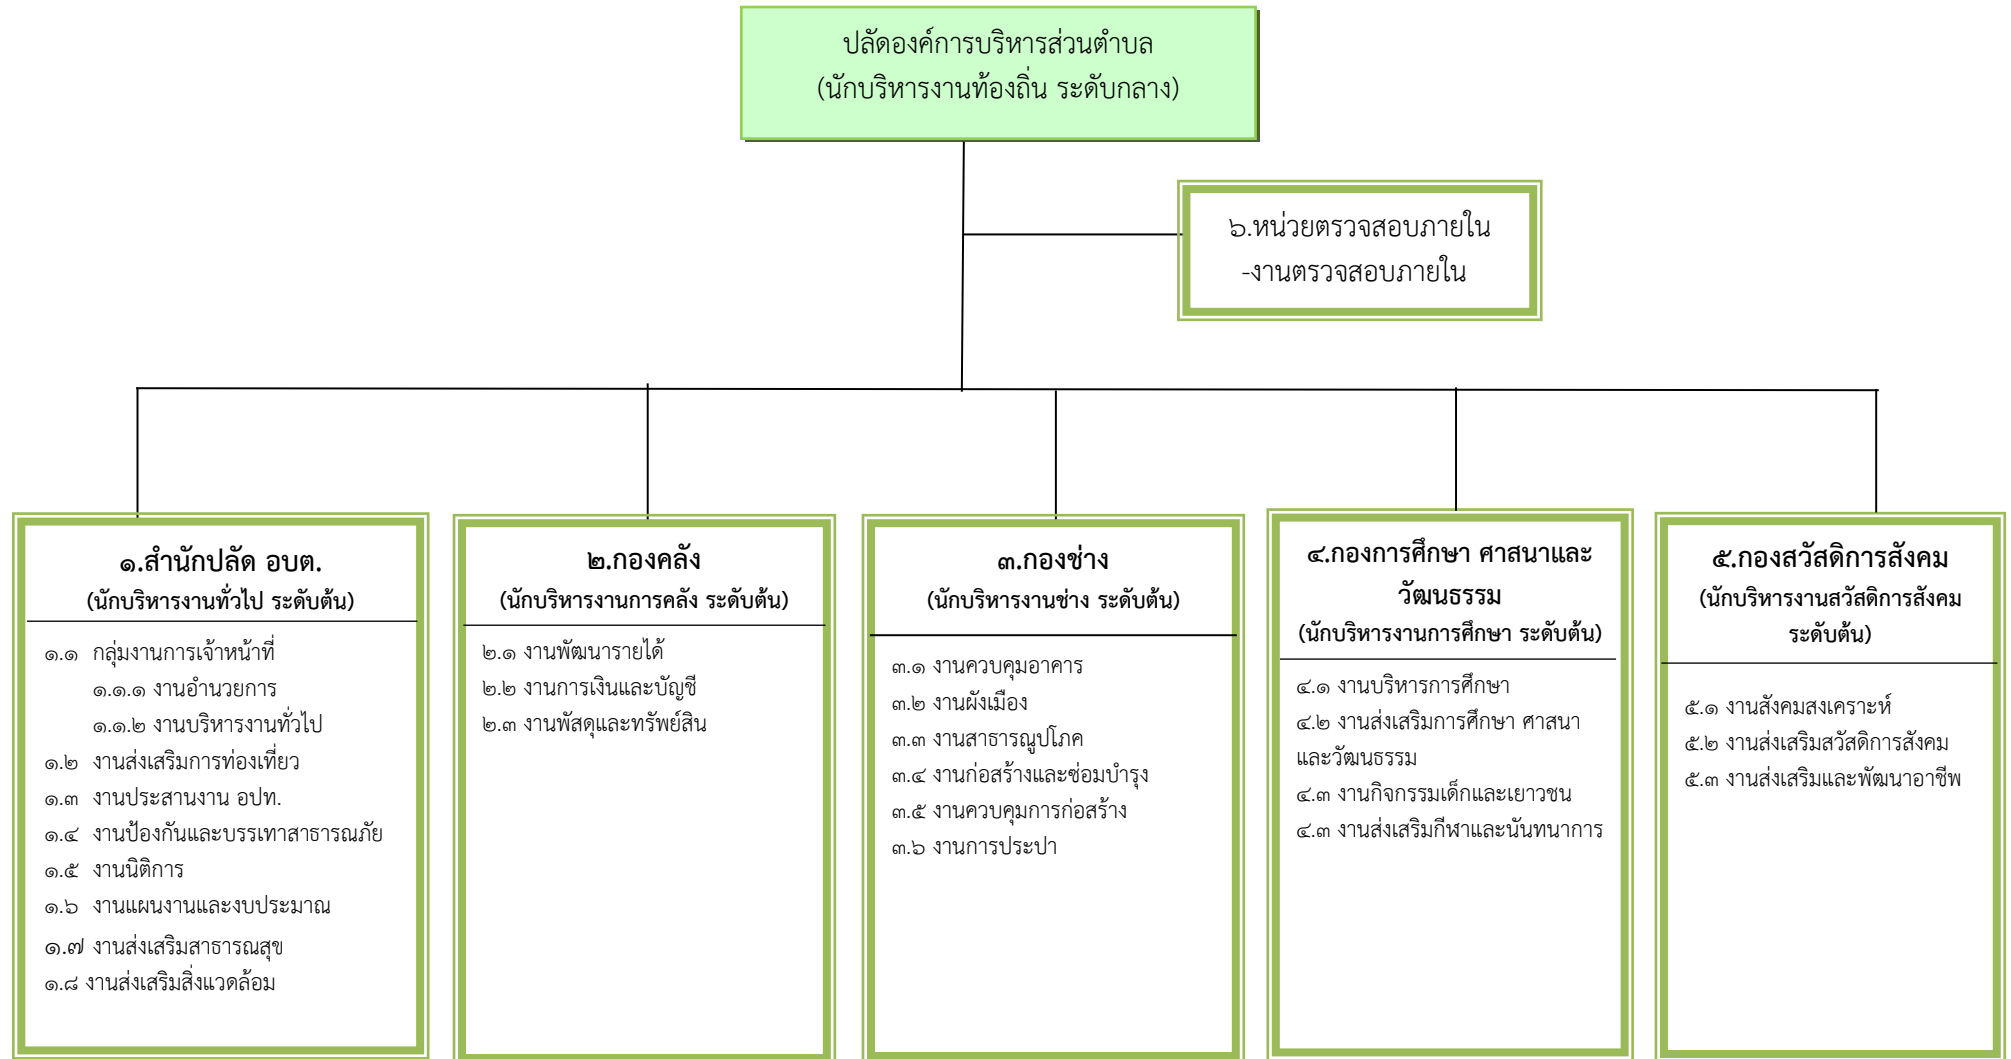 ปลัดองค์การบริหารส่วนตำบล
(นักบริหารงานท้องถิ่น ระดับกลาง)
๖.หน่วยตรวจสอบภายใน
-งานตรวจสอบภายใน
๑.สำนักปลัด อบต.
(นักบริหารงานทั่วไป ระดับต้น)
๑.๑ กลุ่มงานการเจ้าหน้าที่
๑.๑.๑ งานอำนวยการ
๑.๑.๒ งานบริหารงานทั่วไป
๑.๒ งานส่งเสริมการท่องเที่ยว
๑.๓ งานประสานงาน อปท.
๑.๔ งานป้องกันและบรรเทาสาธารณภัย
๑.๕ งานนิติการ
๑.๖ งานแผนงานและงบประมาณ
๑.๗ งานส่งเสริมสาธารณสุข
๑.๘ งานส่งเสริมสิ่งแวดล้อม
๒.กองคลัง
(นักบริหารงานการคลัง ระดับต้น)
๒.๑ งานพัฒนารายได้
๒.๒ งานการเงินและบัญชี
๒.๓ งานพัสดุและทรัพย์สิน
๓.กองช่าง
(นักบริหารงานช่าง ระดับต้น)
๓.๑ งานควบคุมอาคาร
๓.๒ งานผังเมือง
๓.๓ งานสาธารณูปโภค
๓.๔ งานก่อสร้างและซ่อมบำรุง
๓.๕ งานควบคุมการก่อสร้าง
๓.๖ งานการประปา
๔.กองการศึกษา ศาสนาและ
วัฒนธรรม
(นักบริหารงานการศึกษา ระดับต้น)
๔.๑ งานบริหารการศึกษา
๔.๒ งานส่งเสริมการศึกษา ศาสนา
และวัฒนธรรม
๔.๓ งานกิจกรรมเด็กและเยาวชน
๔.๓ งานส่งเสริมกีฬาและนันทนาการ
๕.กองสวัสดิการสังคม
(นักบริหารงานสวัสดิการสังคม
ระดับต้น)
๕.๑ งานสังคมสงเคราะห์
๕.๒ งานส่งเสริมสวัสดิการสังคม
๕.๓ งานส่งเสริมและพัฒนาอาชีพ